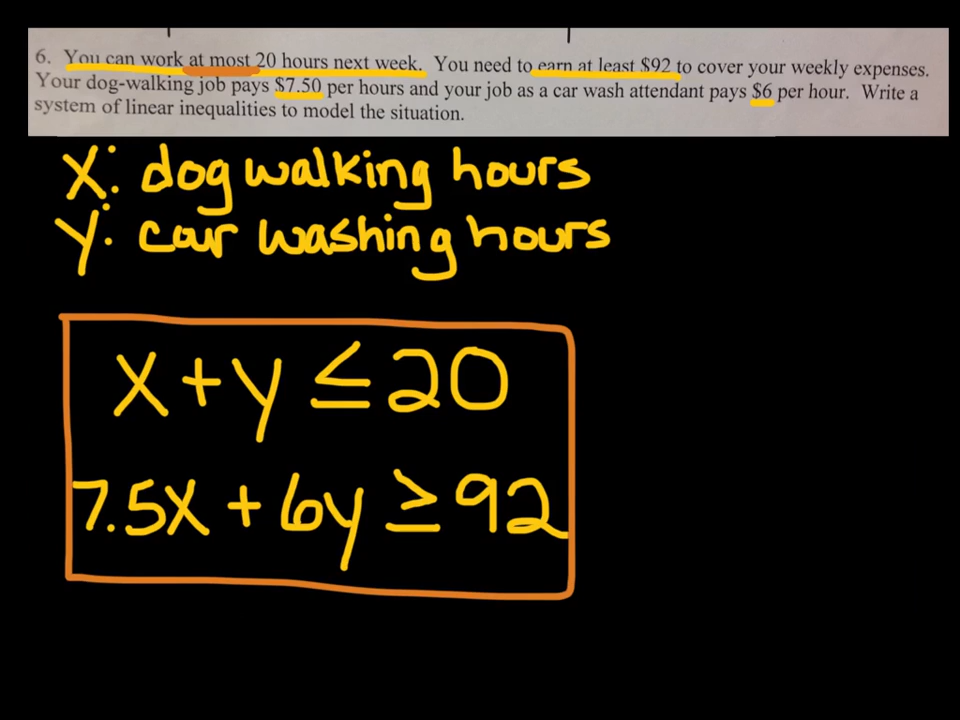 6. You can work at most 20 hours next week. You need to earn at least $92 to cover your weekly expenses.
Your dog-walking job pays $7.50 per hours and your job as a car wash attendant pays $6 per hour. Write a
system of linear inequalities to model the situation.
X: dog walking hours
Y: car washing hours
x + y ≤ 20
7.5x + 6y ≥ 92